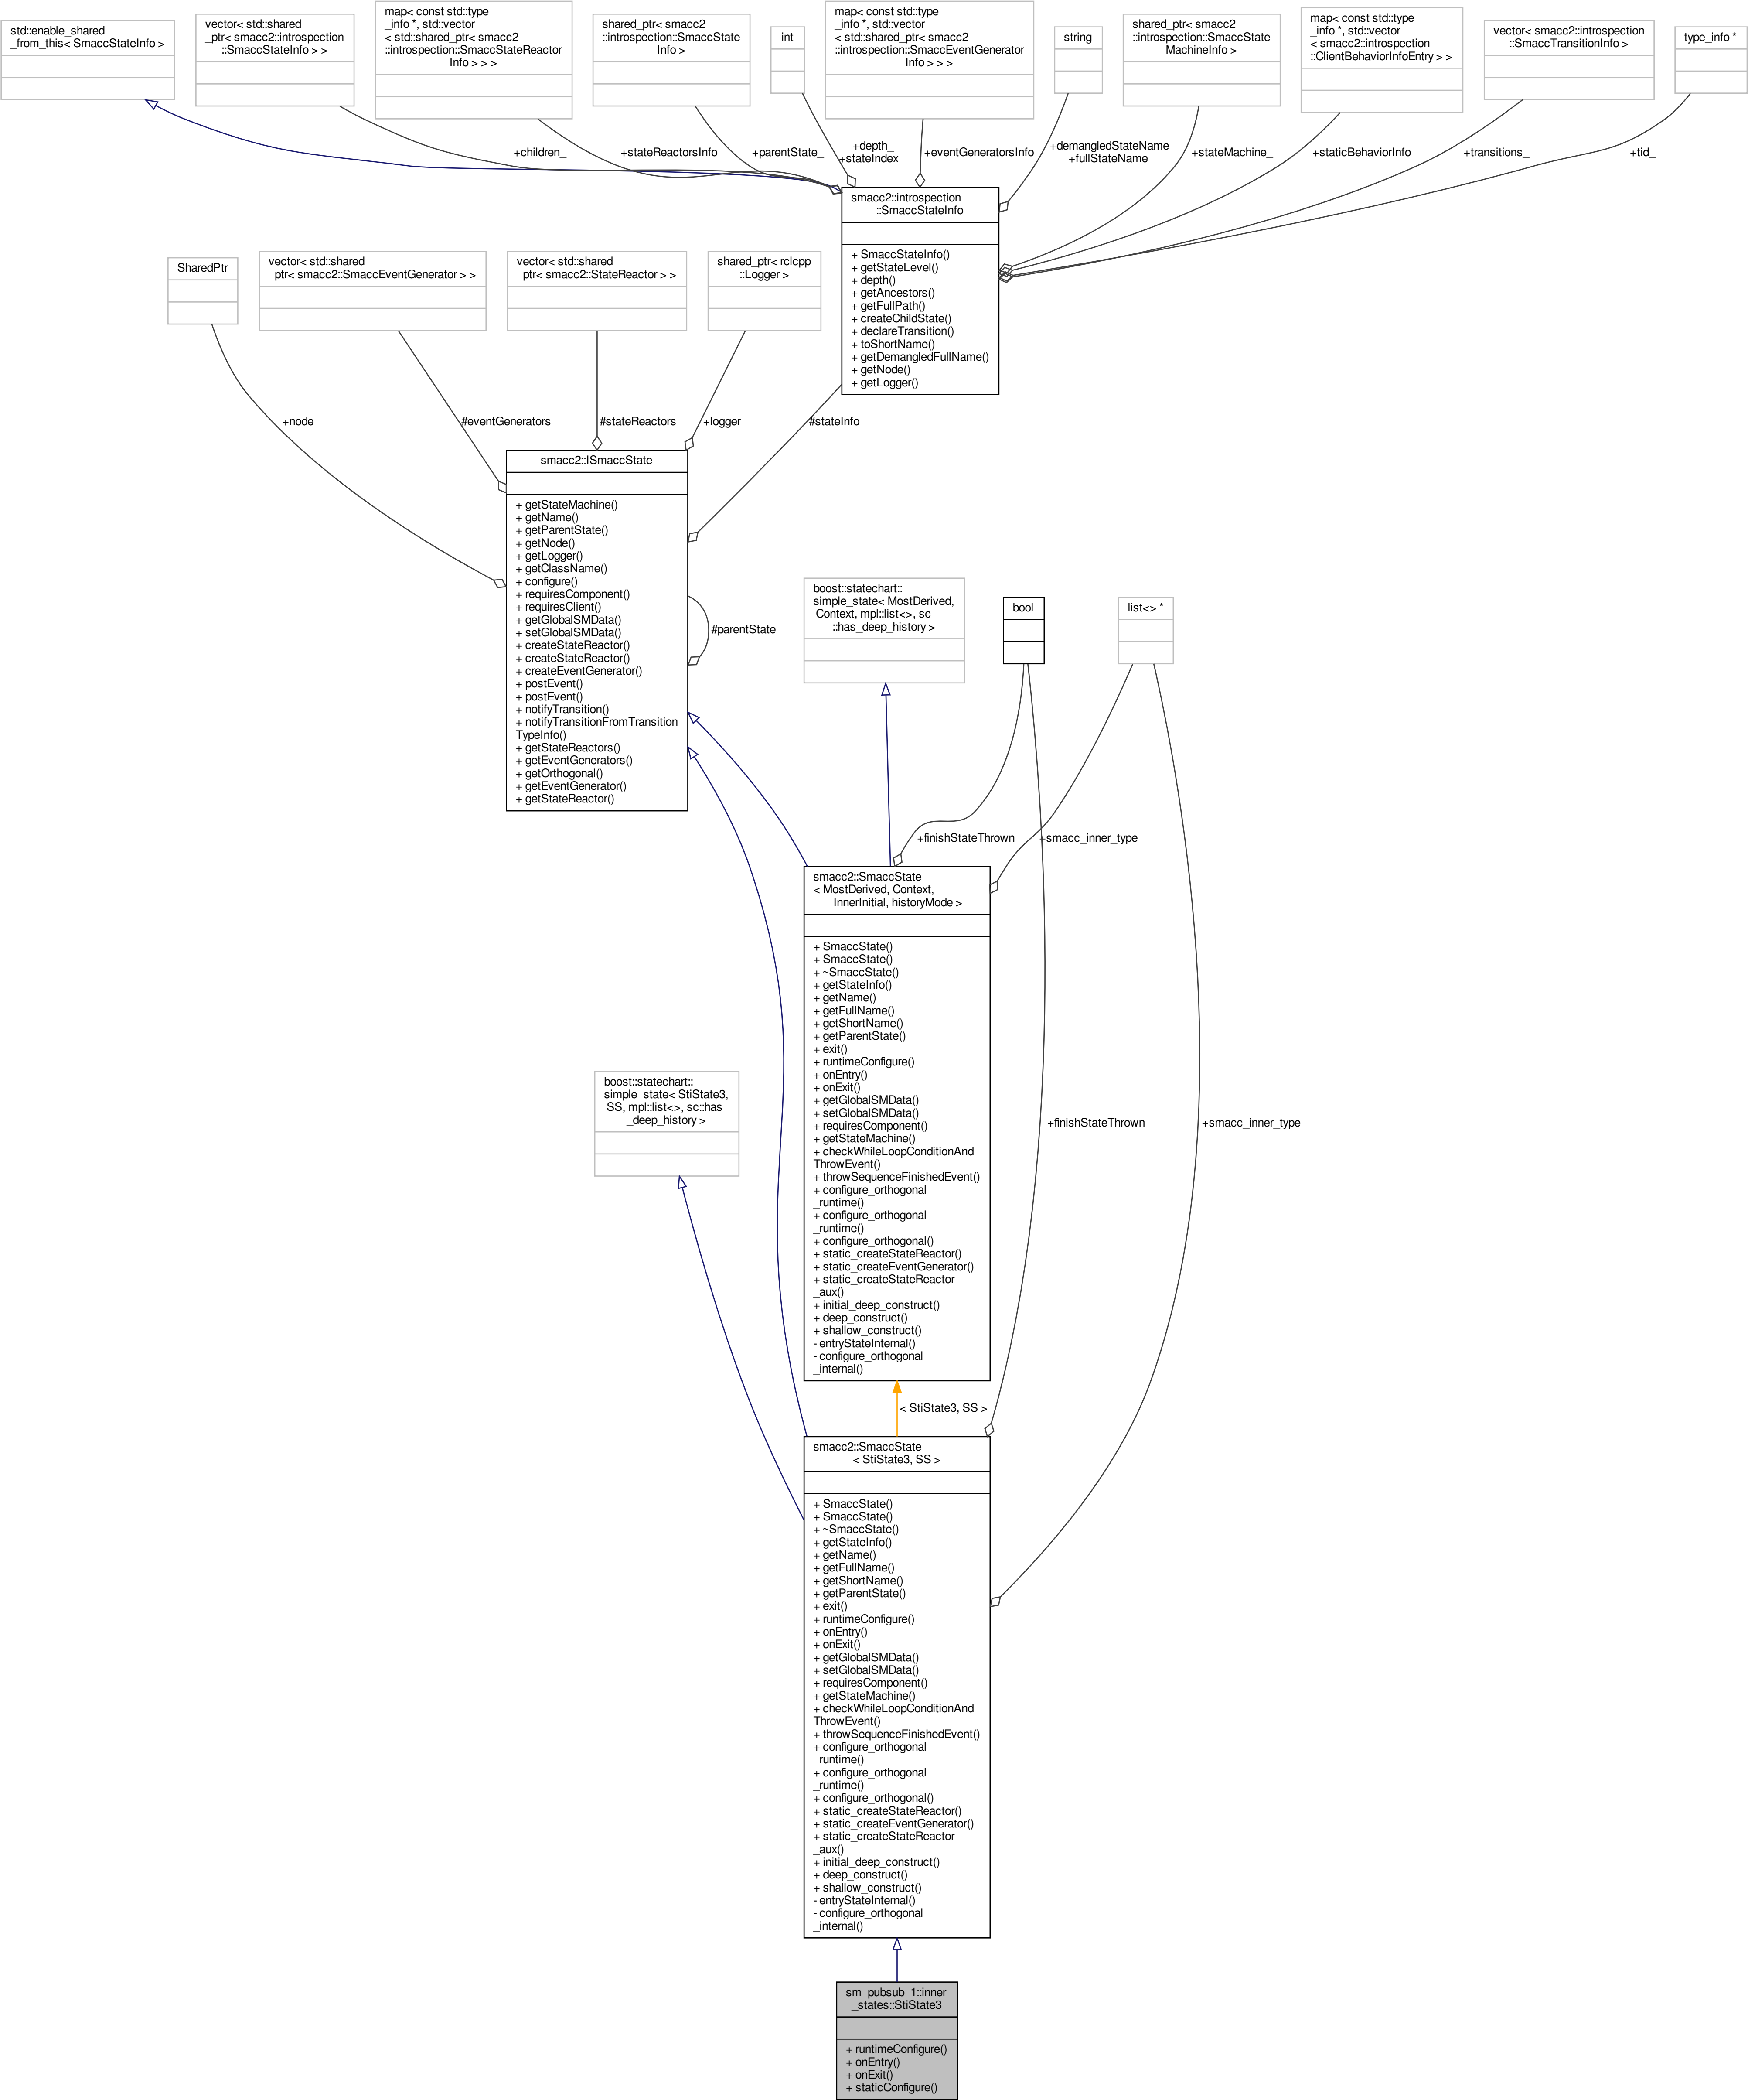 std::enable_shared
_from_this< SmaccStateInfo >
vector< std::shared
_ptr< smacc2::introspection
::SmaccStateInfo > >
map< const std::type
_info *, std::vector
< std::shared_ptr< smacc2
::introspection::SmaccStateReactor
Info > > >
shared_ptr< smacc2
::introspection::SmaccState
Info >
int
map< const std::type
_info *, std::vector
< std::shared_ptr< smacc2
::introspection::SmaccEventGenerator
Info > > >
string
shared_ptr< smacc2
::introspection::SmaccState
MachineInfo >
map< const std::type
_info *, std::vector
< smacc2::introspection
::ClientBehaviorInfoEntry > >
vector< smacc2::introspection
::SmaccTransitionInfo >
type_info *
+children_
+stateReactorsInfo
+parentState_
+depth_
+stateIndex_
+eventGeneratorsInfo
+demangledStateName
+fullStateName
+stateMachine_
+staticBehaviorInfo
+transitions_
+tid_
smacc2::introspection
::SmaccStateInfo
+ SmaccStateInfo()
+ getStateLevel()
+ depth()
+ getAncestors()
+ getFullPath()
+ createChildState()
+ declareTransition()
+ toShortName()
+ getDemangledFullName()
+ getNode()
+ getLogger()
SharedPtr
vector< std::shared
_ptr< smacc2::SmaccEventGenerator > >
vector< std::shared
_ptr< smacc2::StateReactor > >
shared_ptr< rclcpp
::Logger >
+node_
#eventGenerators_
#stateReactors_
+logger_
#stateInfo_
smacc2::ISmaccState
+ getStateMachine()
+ getName()
+ getParentState()
+ getNode()
+ getLogger()
+ getClassName()
+ configure()
+ requiresComponent()
+ requiresClient()
+ getGlobalSMData()
+ setGlobalSMData()
+ createStateReactor()
+ createStateReactor()
+ createEventGenerator()
+ postEvent()
+ postEvent()
+ notifyTransition()
+ notifyTransitionFromTransition
TypeInfo()
+ getStateReactors()
+ getEventGenerators()
+ getOrthogonal()
+ getEventGenerator()
+ getStateReactor()
#parentState_
boost::statechart::
simple_state< MostDerived,
Context, mpl::list<>, sc
::has_deep_history >
bool
list<> *
+finishStateThrown
+smacc_inner_type
smacc2::SmaccState
< MostDerived, Context,
InnerInitial, historyMode >
+ SmaccState()
+ SmaccState()
+ ~SmaccState()
+ getStateInfo()
+ getName()
+ getFullName()
+ getShortName()
+ getParentState()
+ exit()
+ runtimeConfigure()
+ onEntry()
+ onExit()
+ getGlobalSMData()
+ setGlobalSMData()
+ requiresComponent()
+ getStateMachine()
+ checkWhileLoopConditionAnd
ThrowEvent()
+ throwSequenceFinishedEvent()
+ configure_orthogonal
_runtime()
+ configure_orthogonal
_runtime()
+ configure_orthogonal()
+ static_createStateReactor()
+ static_createEventGenerator()
+ static_createStateReactor
_aux()
+ initial_deep_construct()
+ deep_construct()
+ shallow_construct()
- entryStateInternal()
- configure_orthogonal
_internal()
boost::statechart::
simple_state< StiState3,
SS, mpl::list<>, sc::has
_deep_history >
+finishStateThrown
+smacc_inner_type
< StiState3, SS >
smacc2::SmaccState
< StiState3, SS >
+ SmaccState()
+ SmaccState()
+ ~SmaccState()
+ getStateInfo()
+ getName()
+ getFullName()
+ getShortName()
+ getParentState()
+ exit()
+ runtimeConfigure()
+ onEntry()
+ onExit()
+ getGlobalSMData()
+ setGlobalSMData()
+ requiresComponent()
+ getStateMachine()
+ checkWhileLoopConditionAnd
ThrowEvent()
+ throwSequenceFinishedEvent()
+ configure_orthogonal
_runtime()
+ configure_orthogonal
_runtime()
+ configure_orthogonal()
+ static_createStateReactor()
+ static_createEventGenerator()
+ static_createStateReactor
_aux()
+ initial_deep_construct()
+ deep_construct()
+ shallow_construct()
- entryStateInternal()
- configure_orthogonal
_internal()
sm_pubsub_1::inner
_states::StiState3
+ runtimeConfigure()
+ onEntry()
+ onExit()
+ staticConfigure()